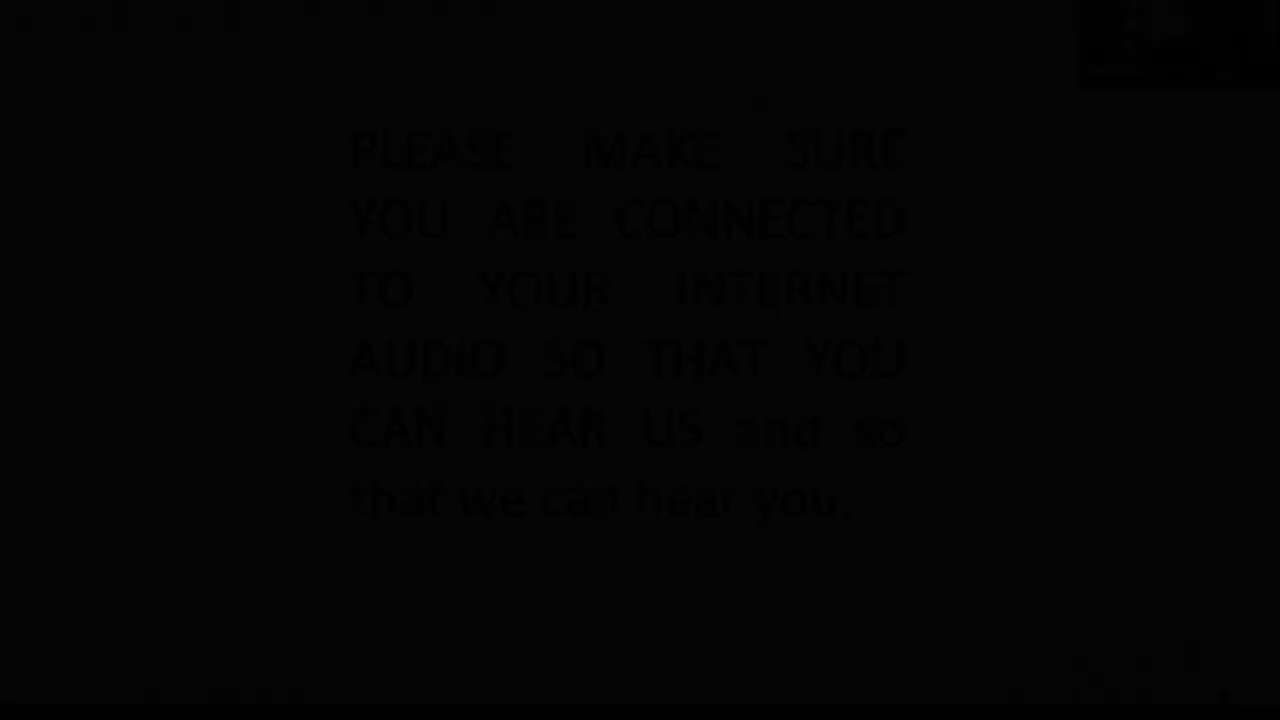 PLEASE MAKE SURE
YOU ARE CONNECTED
TO YOUR INTERNET
AUDIO SO THAT YOU
CAN HEAR US and so
that we can hear you.